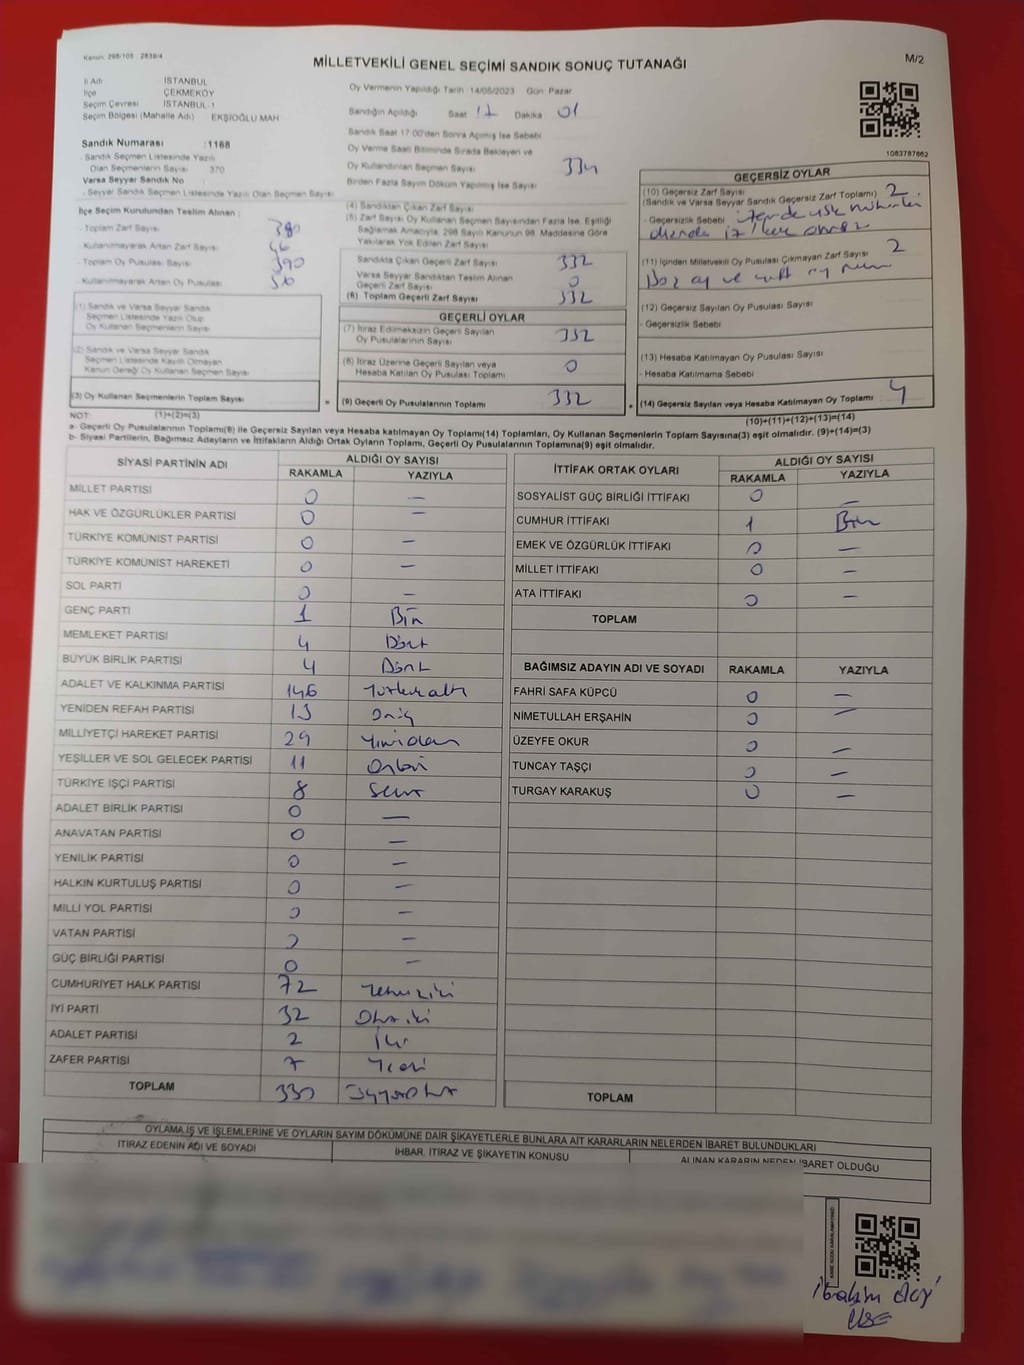 Kanun: 298/105 2839/4
MİLLETVEKİLİ GENEL SEÇİMİ SANDIK SONUÇ TUTANAĞI
M/2
İl Adı İSTANBUL
İlçe ÇEKMEKÖY
Seçim Çevresi İSTANBUL-1
Seçim Bölgesi (Mahalle Adı) EKŞİOĞLU MAH
Sandık Numarası :1168
- Sandık Seçmen Listesinde Yazılı
Olan Seçmenlerin Sayısı 370
Varsa Seyyar Sandık No :
- Seyyar Sandık Seçmen Listesinde Yazılı Olan Seçmen Sayısı
İlçe Seçim Kurulundan Teslim Alınan :
- Toplam Zarf Sayısı 380
- Kullanılmayarak Artan Zarf Sayısı
- Toplam Oy Pusulası Sayısı 390
- Kullanılmayarak Artan Oy Pusulası
(1) Sandık ve Varsa Seyyar Sandık
Seçmen Listesinde Yazılı Olup
Oy Kullanan Seçmenlerin Sayısı
(2) Sandık ve Varsa Seyyar Sandık
Seçmen Listesinde Kayıtlı Olmayan
Kanun Gereği Oy Kullanan Seçmen Sayısı
(3) Oy Kullanan Seçmenlerin Toplam Sayısı
Oy Vermenin Yapıldığı Tarih 14/05/2023 Gün: Pazar
Sandığın Açıldığı Saat 17 Dakika 01
Sandık Saat 17.00'den Sonra Açılmış İse Sebebi
Oy Verme Saati Bitiminde Sırada Bekleyen ve
Oy Kullandırılan Seçmen Sayısı 334
Birden Fazla Sayım Döküm Yapılmış İse Sayısı
(4) Sandıktan Çıkan Zarf Sayısı
(5) Zarf Sayısı Oy Kullanan Seçmen Sayısından Fazla İse, Eşitliği
Sağlamak Amacıyla, 298 Sayılı Kanunun 98. Maddesine Göre
Yakılarak Yok Edilen Zarf Sayısı
Sandıkta Çıkan Geçerli Zarf Sayısı 332
Varsa Seyyar Sandıktan Teslim Alınan
Geçerli Zarf Sayısı 0
(6) Toplam Geçerli Zarf Sayısı 332
GEÇERLİ OYLAR
(7) İtiraz Edilmeksizin Geçerli Sayılan
Oy Pusulalarının Sayısı 332
(8) İtiraz Üzerine Geçerli Sayılan veya
Hesaba Katılan Oy Pusulası Toplamı 0
= (9) Geçerli Oy Pusulalarının Toplamı 332
1083787862
GEÇERSİZ OYLAR
(10) Geçersiz Zarf Sayısı
(Sandık ve Varsa Seyyar Sandık Geçersiz Zarf Toplamı) 2
- Geçersizlik Sebebi
(11) İçinden Milletvekili Oy Pusulası Çıkmayan Zarf Sayısı 2
(12) Geçersiz Sayılan Oy Pusulası Sayısı
- Geçersizlik Sebebi
(13) Hesaba Katılmayan Oy Pusulası Sayısı
- Hesaba Katılmama Sebebi
+ (14) Geçersiz Sayılan veya Hesaba Katılmayan Oy Toplamı 4
NOT: (1)+(2)=(3)
(10)+(11)+(12)+(13)=(14)
a- Geçerli Oy Pusulalarının Toplamı(9) ile Geçersiz Sayılan veya Hesaba katılmayan Oy Toplamı(14) Toplamları, Oy Kullanan Seçmenlerin Toplam Sayısına(3) eşit olmalıdır. (9)+(14)=(3)
b- Siyasi Partilerin, Bağımsız Adayların ve İttifakların Aldığı Ortak Oyların Toplamı, Geçerli Oy Pusulalarının Toplamına(9) eşit olmalıdır.
SİYASİ PARTİNİN ADI ALDIĞI OY SAYISI
RAKAMLA YAZIYLA
MİLLET PARTİSİ 0 —
HAK VE ÖZGÜRLÜKLER PARTİSİ 0 —
TÜRKİYE KOMÜNİST PARTİSİ 0 —
TÜRKİYE KOMÜNİST HAREKETİ 0 —
SOL PARTİ 0 —
GENÇ PARTİ 1 Bir
MEMLEKET PARTİSİ 4 Dört
BÜYÜK BİRLİK PARTİSİ 4 Dört
ADALET VE KALKINMA PARTİSİ 146 Yüzkırkaltı
YENİDEN REFAH PARTİSİ 13 Onüç
MİLLİYETÇİ HAREKET PARTİSİ 29
YEŞİLLER VE SOL GELECEK PARTİSİ 11 Onbir
TÜRKİYE İŞÇİ PARTİSİ 8 Sekiz
ADALET BİRLİK PARTİSİ 0 —
ANAVATAN PARTİSİ 0 —
YENİLİK PARTİSİ 0 —
HALKIN KURTULUŞ PARTİSİ 0 —
MİLLİ YOL PARTİSİ 0 —
VATAN PARTİSİ 0 —
GÜÇ BİRLİĞİ PARTİSİ 0 —
CUMHURİYET HALK PARTİSİ 72 Yetmişiki
İYİ PARTİ 32 Otuziki
ADALET PARTİSİ 2 İki
ZAFER PARTİSİ 7 Yedi
TOPLAM 330
İTTİFAK ORTAK OYLARI ALDIĞI OY SAYISI
RAKAMLA YAZIYLA
SOSYALİST GÜÇ BİRLİĞİ İTTİFAKI 0 —
CUMHUR İTTİFAKI 1 Bir
EMEK VE ÖZGÜRLÜK İTTİFAKI 0 —
MİLLET İTTİFAKI 0 —
ATA İTTİFAKI 0 —
TOPLAM
BAĞIMSIZ ADAYIN ADI VE SOYADI RAKAMLA YAZIYLA
FAHRİ SAFA KÜPCÜ 0 —
NİMETULLAH ERŞAHİN 0 —
ÜZEYFE OKUR 0 —
TUNCAY TAŞÇI 0 —
TURGAY KARAKUŞ 0 —
TOPLAM
OYLAMA İŞ VE İŞLEMLERİNE VE OYLARIN SAYIM DÖKÜMÜNE DAİR ŞİKAYETLERLE BUNLARA AİT KARARLARIN NELERDEN İBARET BULUNDUKLARI
İTİRAZ EDENİN ADI VE SOYADI İHBAR, İTİRAZ VE ŞİKAYETİN KONUSU ALINAN KARARIN NEDEN İBARET OLDUĞU
KARE KODU KARALAMAYINIZ!
İbrahim